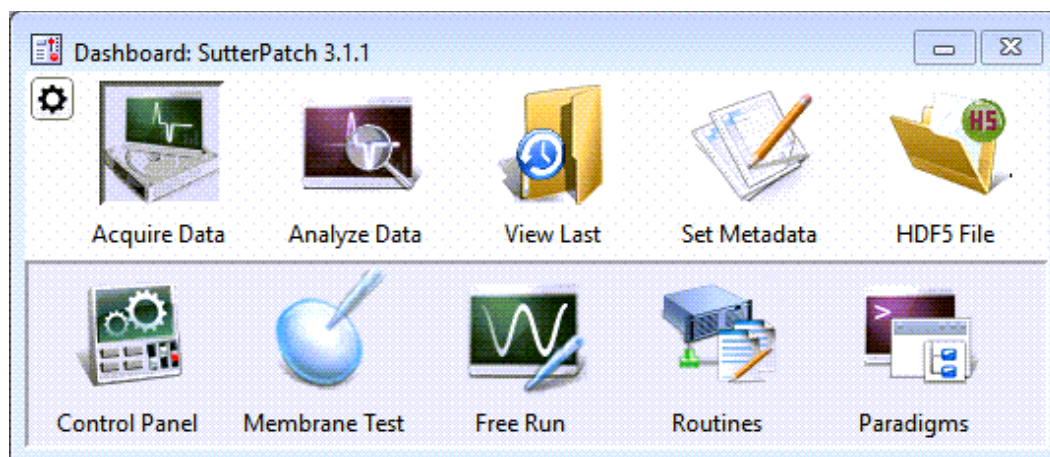 Dashboard: SutterPatch 3.1.1
H5
Acquire Data Analyze Data View Last Set Metadata HDF5 File
>
Control Panel Membrane Test Free Run Routines Paradigms